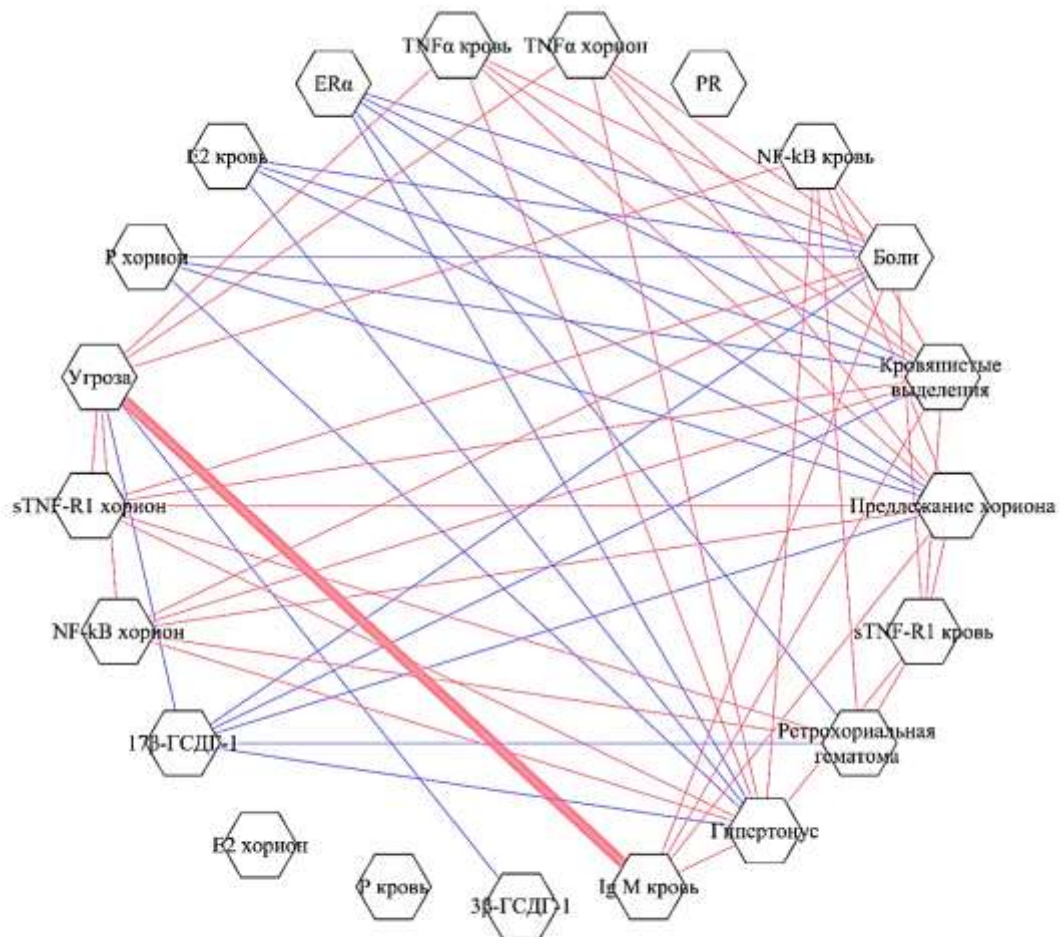 TNFα кровь
TNFα хорион
ERα
PR
E2 кровь
NF-kB кровь
P хорион
Боли
Угроза
Кровянистые
выделения
sTNF-R1 хорион
Предлежание хориона
NF-kB хорион
sTNF-R1 кровь
17β-ГСДГ-1
Ретрохориальная
гематома
Гипертонус
E2 хорион
P кровь
3β-ГСДГ-1
Ig M кровь